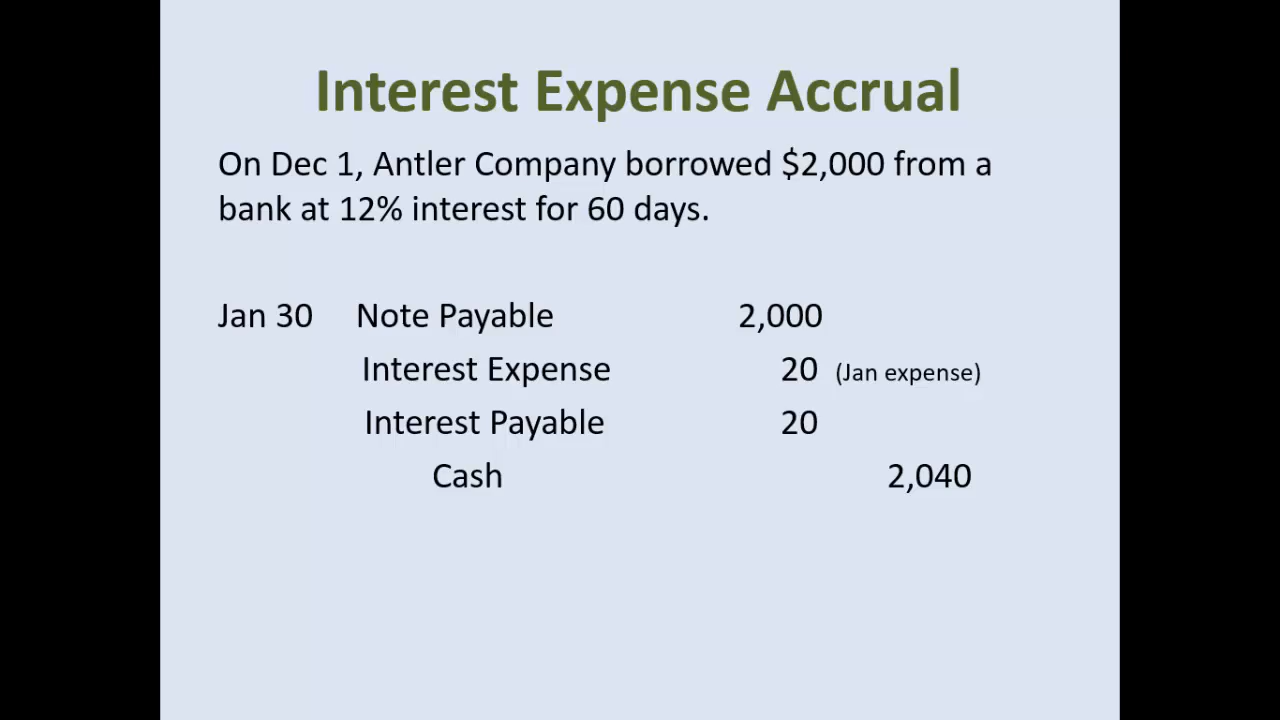 Interest Expense Accrual
On Dec 1, Antler Company borrowed $2,000 from a
bank at 12% interest for 60 days.
Jan 30 Note Payable 2,000
Interest Expense 20 (Jan expense)
Interest Payable 20
Cash 2,040